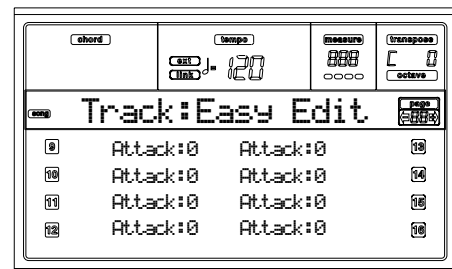 chord tempo measure transpose
ext ♩= 120 888 C 0
link octave
song Track:Easy Edit page 88
9 Attack:0 Attack:0 13
10 Attack:0 Attack:0 14
11 Attack:0 Attack:0 15
12 Attack:0 Attack:0 16